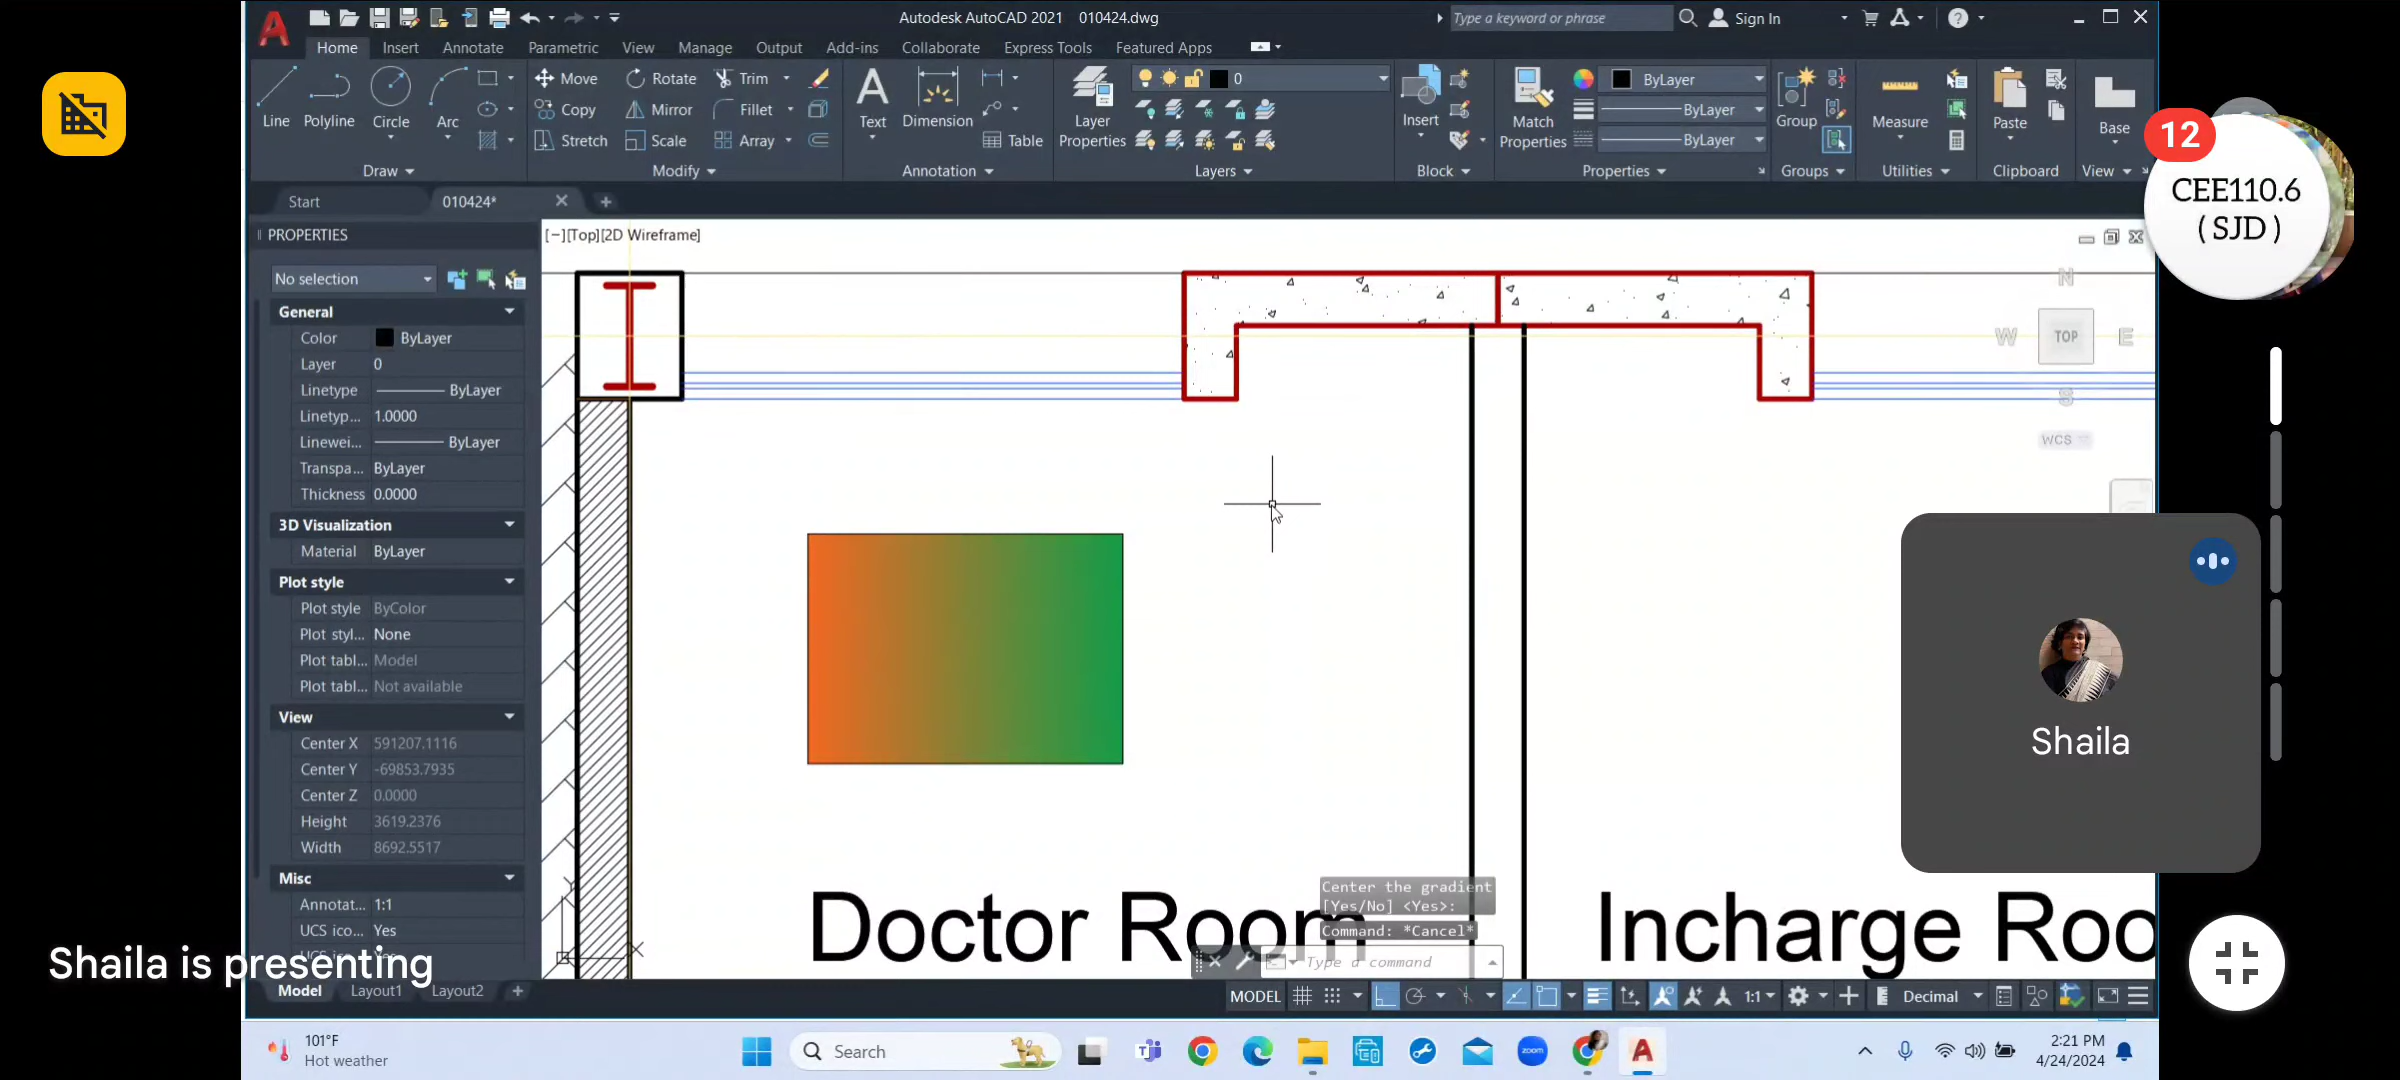 Autodesk AutoCAD 2021 010424.dwg
Type a keyword or phrase
Sign In
Home Insert Annotate Parametric View Manage Output Add-ins Collaborate Express Tools Featured Apps
Line Polyline Circle Arc
Move Rotate Trim
Copy Mirror Fillet
Stretch Scale Array
Text Dimension
Table
Layer
Properties
0
Insert
Match
Properties
ByLayer
ByLayer
ByLayer
Group
Measure
Paste
Base
Draw Modify Annotation Layers Block Properties Groups Utilities Clipboard View
12
CEE110.6
( SJD )
Start 010424*
PROPERTIES
[−][Top][2D Wireframe]
No selection
General
Color ByLayer
Layer 0
Linetype ByLayer
Linetyp... 1.0000
Linewei... ByLayer
Transpa... ByLayer
Thickness 0.0000
3D Visualization
Material ByLayer
Plot style
Plot style ByColor
Plot styl... None
Plot tabl... Model
Plot tabl... Not available
View
Center X 591207.1116
Center Y -69853.7935
Center Z 0.0000
Height 3619.2376
Width 8692.5517
Misc
Annotat... 1:1
UCS ico... Yes
N
W TOP E
S
WCS
Shaila
Doctor Room
Incharge Roo
Center the gradient
[Yes/No] <Yes>:
Command: *Cancel*
Type a command
Y
X
Shaila is presenting
Model Layout1 Layout2
MODEL 1:1 Decimal
101°F
Hot weather
Search
zoom
2:21 PM
4/24/2024